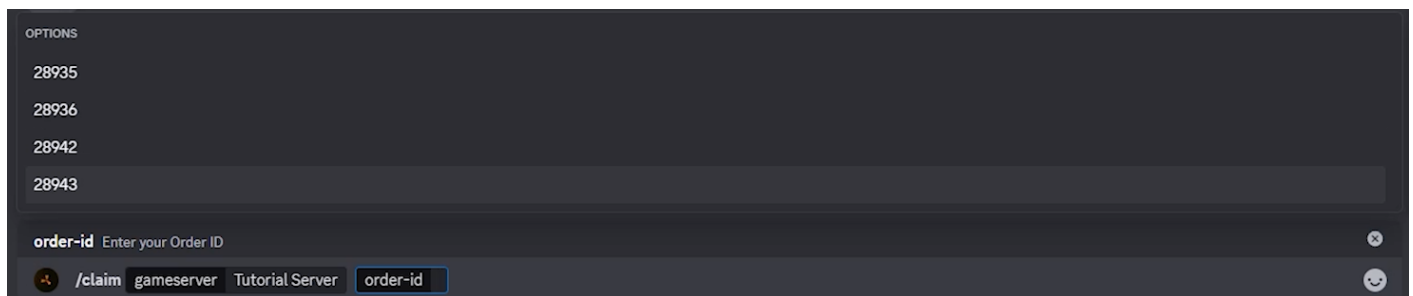 OPTIONS
28935
28936
28942
28943
order-id Enter your Order ID
/claim gameserver Tutorial Server order-id